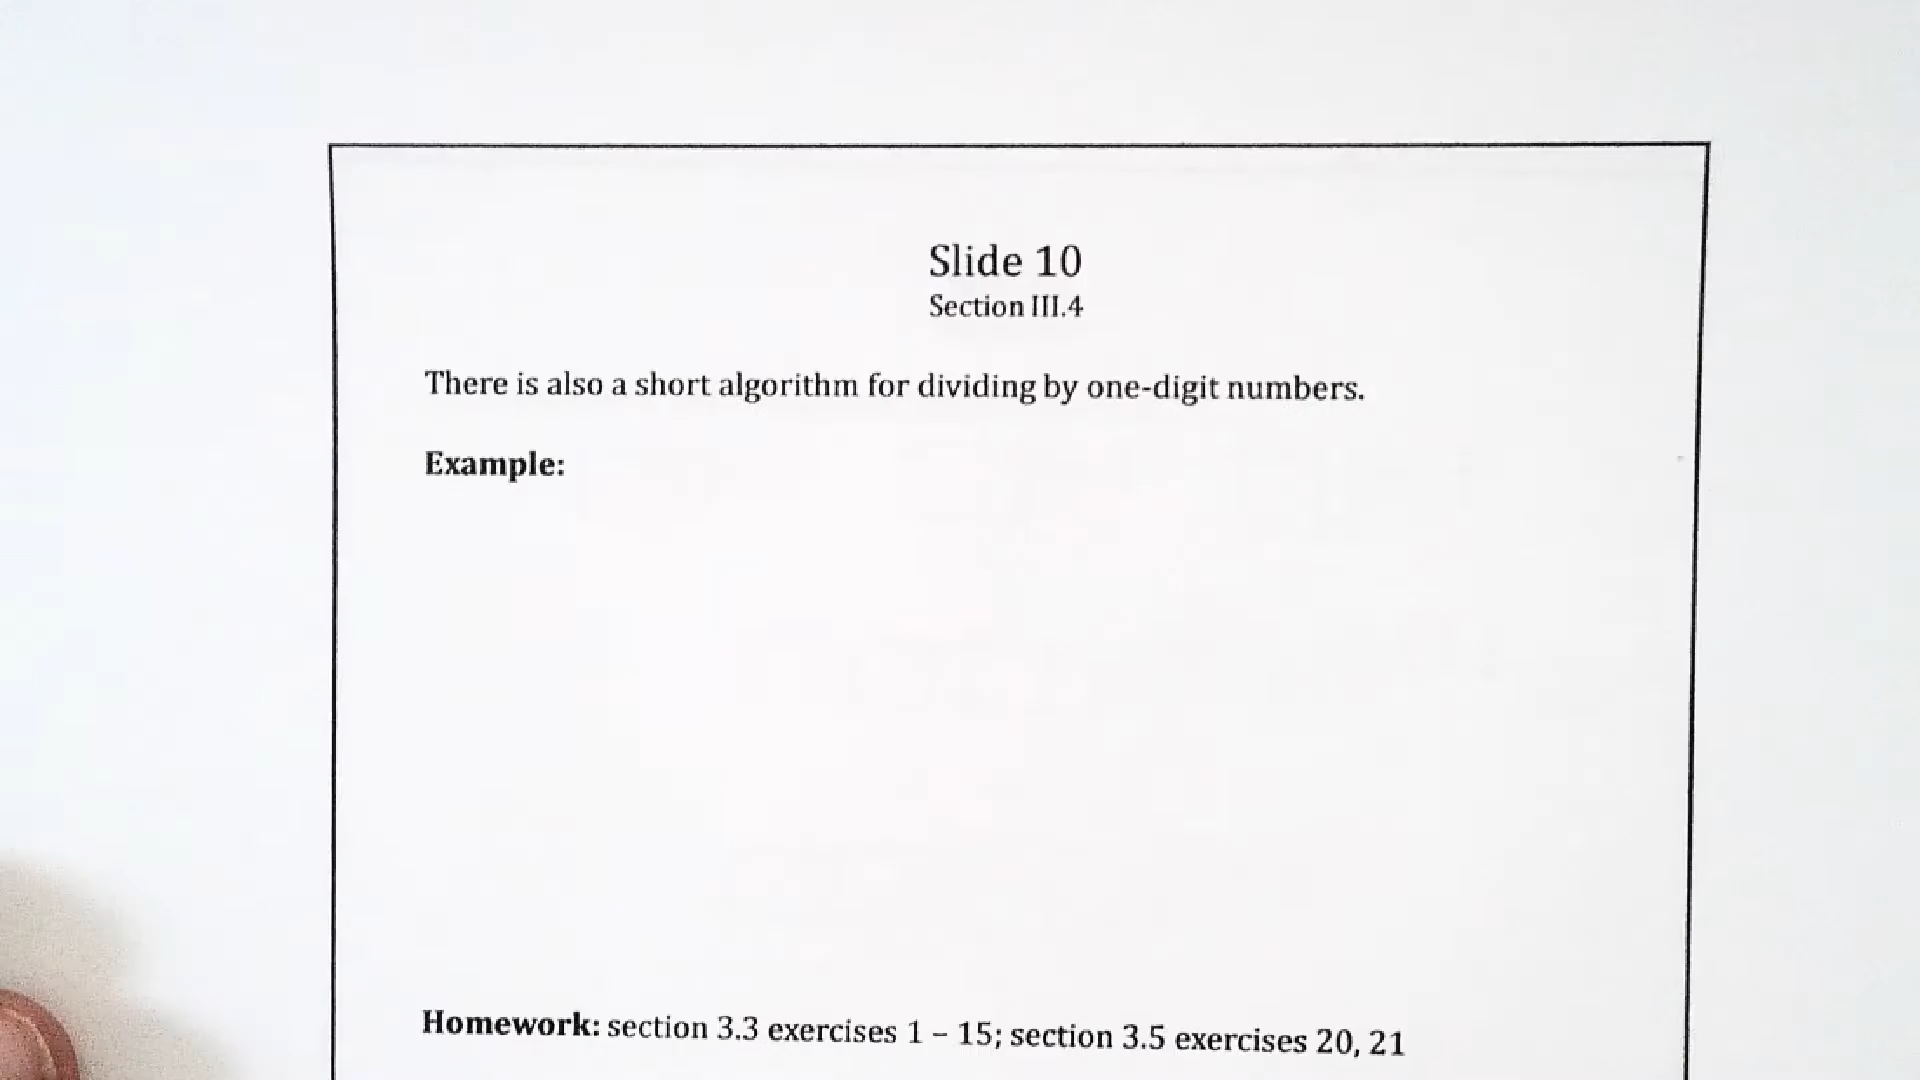 Slide 10
Section III.4
There is also a short algorithm for dividing by one-digit numbers.
Example:
Homework: section 3.3 exercises 1 – 15; section 3.5 exercises 20, 21